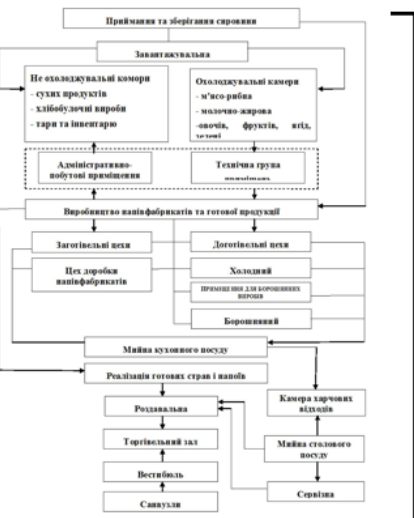 Приймання та зберігання сировини
Завантажувальна
Не охолоджувальні комори
- сухих продуктів
- хлібобулочні вироби
- тари та інвентарю
Охолоджувальні камери
- м'ясо-рибна
- молочно-жирова
-овочів, фруктів, ягід,
зелені
Адміністративно-
побутові приміщення
Технічна група
приміщень
Виробництво напівфабрикатів та готової продукції
Заготівельні цехи
Доготівельні цехи
Цех доробки
напівфабрикатів
Холодний
ПРИМІЩЕННЯ ДЛЯ БОРОШНЯНИХ
ВИРОБІВ
Борошняний
Мийна кухонного посуду
Реалізація готових страв і напоїв
Роздавальна
Камера харчових
відходів
Торгівельний зал
Мийна столового
посуду
Вестибюль
Санвузли
Сервізна